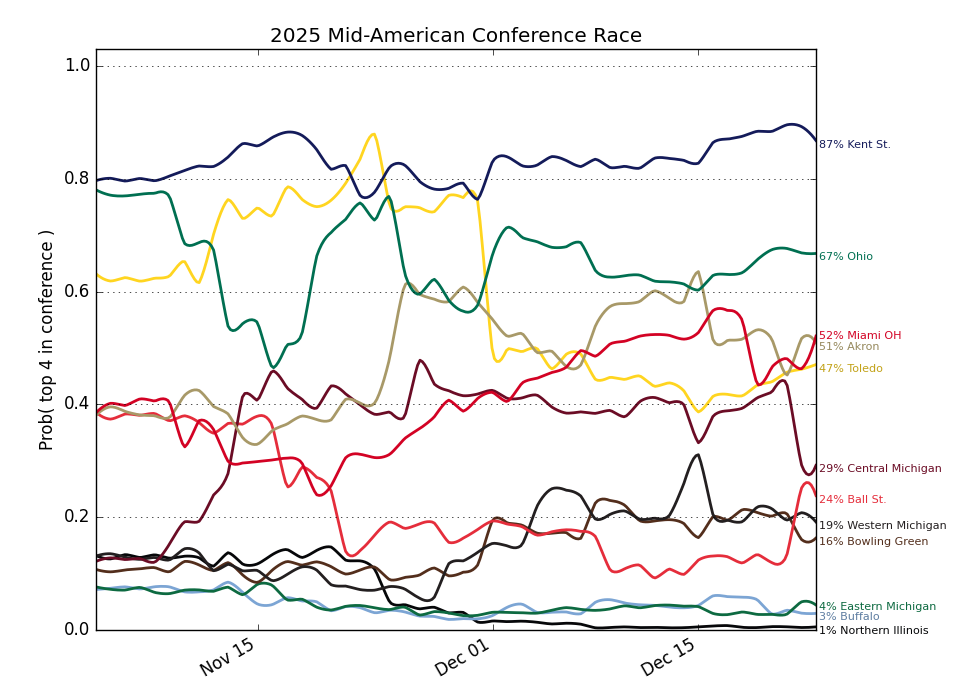 2025 Mid-American Conference Race
Prob( top 4 in conference )
1.0
0.8
0.6
0.4
0.2
0.0
Nov 15
Dec 01
Dec 15
87% Kent St.
67% Ohio
52% Miami OH
51% Akron
47% Toledo
29% Central Michigan
24% Ball St.
19% Western Michigan
16% Bowling Green
4% Eastern Michigan
3% Buffalo
1% Northern Illinois